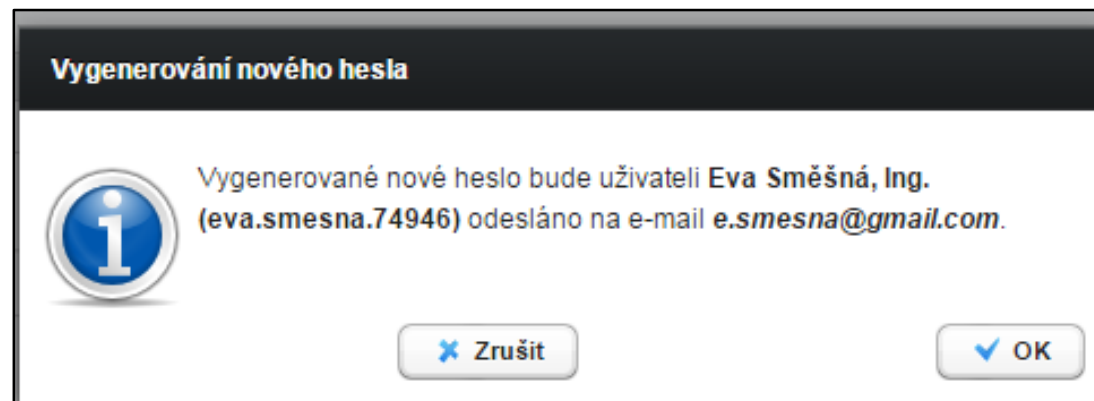 Vygenerování nového hesla
Vygenerované nové heslo bude uživateli Eva Směšná, Ing.
(eva.smesna.74946) odesláno na e-mail e.smesna@gmail.com.
Zrušit
OK